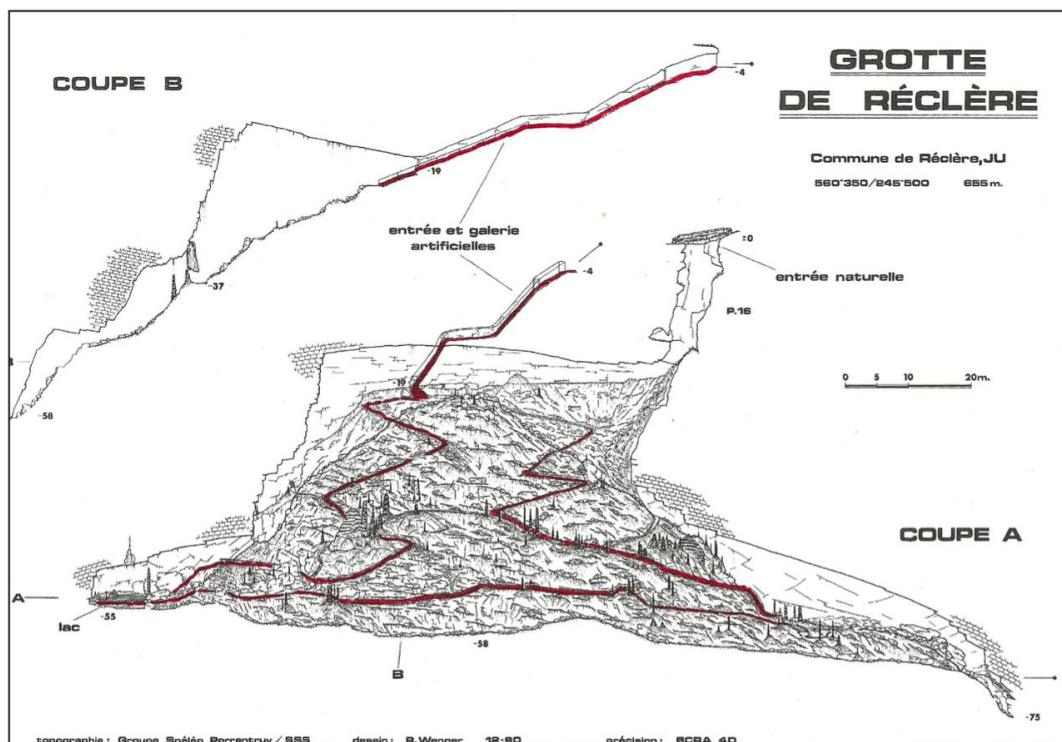 COUPE B
GROTTE
DE RÉCLÈRE
Commune de Réclère,JU
560'350/245'500 655m.
-4
-19
entrée et galerie
artificielles
-37
-58
±0
entrée naturelle
P.16
-4
-19
0 5 10 20m.
COUPE A
A
lac
-55
-58
B
-75
topographie: Groupe Spéléo Porrentruy / SSS dessin: R.Wenger 12-80 précision: BCRA 4D